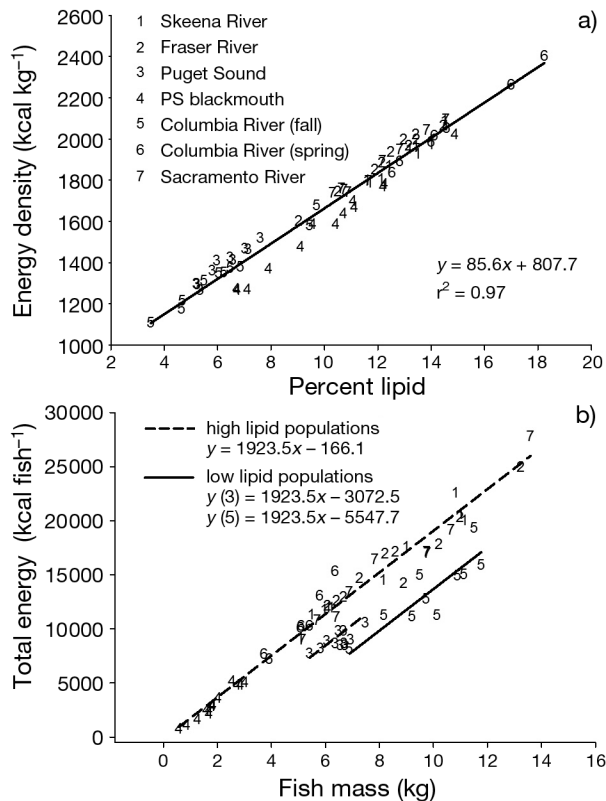 a)
2600
2400
2200
2000
1800
1600
1400
1200
1000
Energy density (kcal kg⁻¹)
1 Skeena River
2 Fraser River
3 Puget Sound
4 PS blackmouth
5 Columbia River (fall)
6 Columbia River (spring)
7 Sacramento River
y = 85.6x + 807.7
r² = 0.97
2 4 6 8 10 12 14 16 18 20
Percent lipid
b)
30000
25000
20000
15000
10000
5000
0
Total energy (kcal fish⁻¹)
high lipid populations
y = 1923.5x – 166.1
low lipid populations
y (3) = 1923.5x – 3072.5
y (5) = 1923.5x – 5547.7
0 2 4 6 8 10 12 14 16
Fish mass (kg)